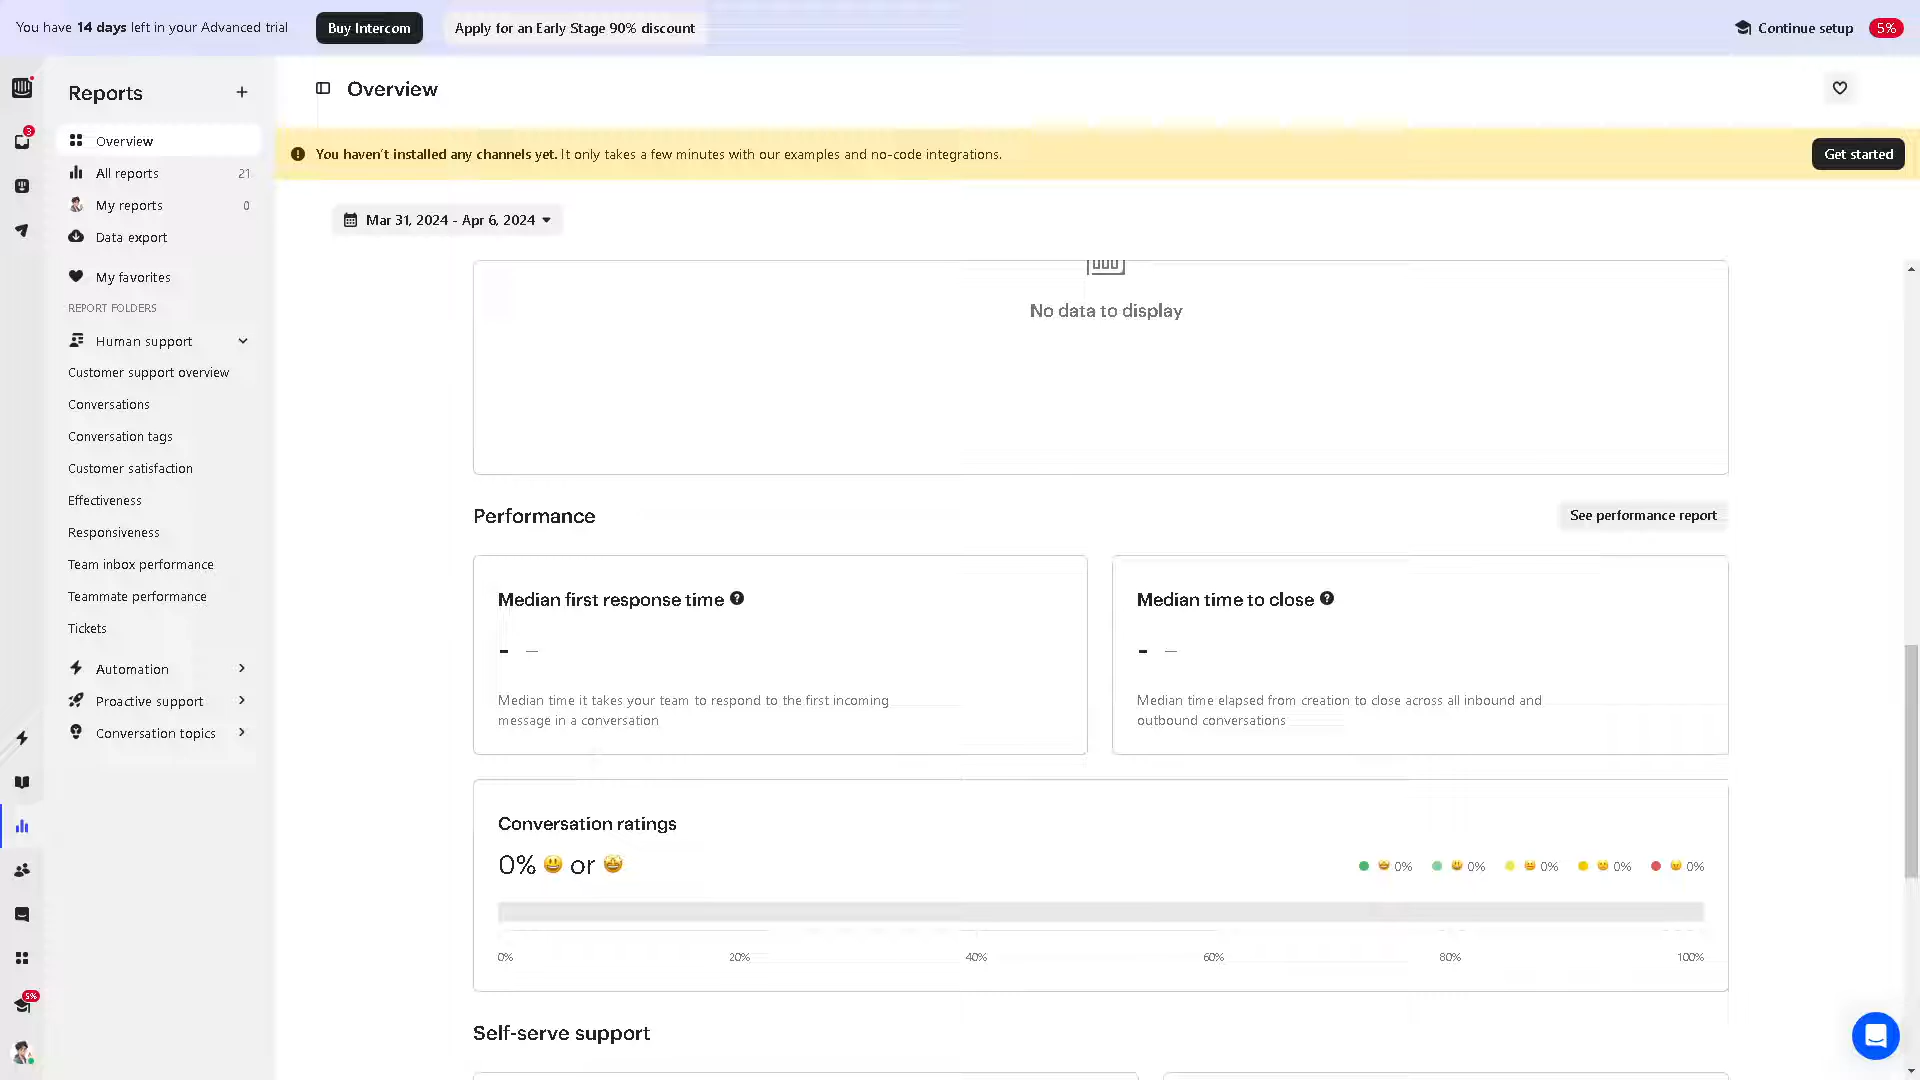 You have 14 days left in your Advanced trial
Buy Intercom
Apply for an Early Stage 90% discount
Continue setup
5%
Reports
Overview
All reports 21
My reports 0
Data export
My favorites
REPORT FOLDERS
Human support
Customer support overview
Conversations
Conversation tags
Customer satisfaction
Effectiveness
Responsiveness
Team inbox performance
Teammate performance
Tickets
Automation
Proactive support
Conversation topics
3
5%
Overview
You haven't installed any channels yet. It only takes a few minutes with our examples and no-code integrations.
Get started
Mar 31, 2024 - Apr 6, 2024
No data to display
Performance
See performance report
Median first response time
- –
Median time it takes your team to respond to the first incoming
message in a conversation
Median time to close
- –
Median time elapsed from creation to close across all inbound and
outbound conversations
Conversation ratings
0% 😃 or 🤩
🤩 0% 😃 0% 😐 0% 🙁 0% 😠 0%
0% 20% 40% 60% 80% 100%
Self-serve support